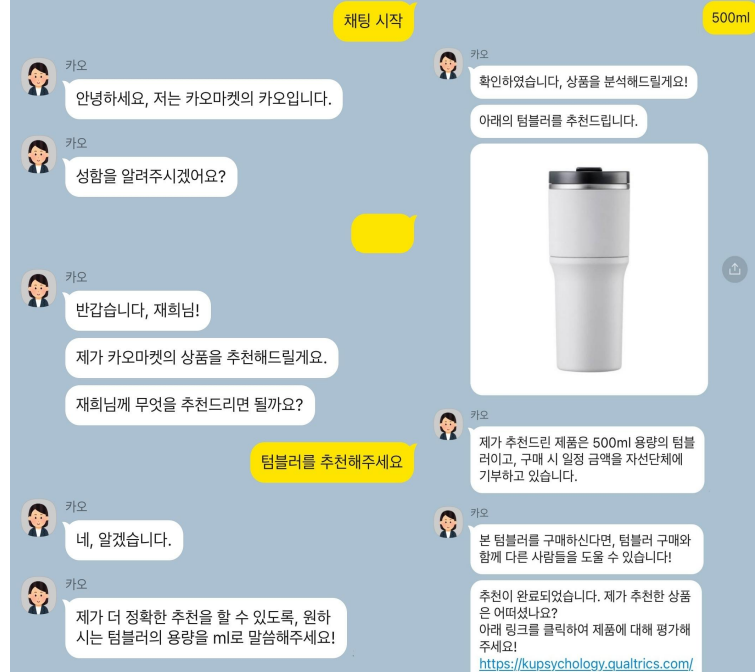 채팅 시작
카오
안녕하세요, 저는 카오마켓의 카오입니다.
카오
성함을 알려주시겠어요?
카오
반갑습니다, 재희님!
제가 카오마켓의 상품을 추천해드릴게요.
재희님께 무엇을 추천드리면 될까요?
텀블러를 추천해주세요
카오
네, 알겠습니다.
카오
제가 더 정확한 추천을 할 수 있도록, 원하
시는 텀블러의 용량을 ml로 말씀해주세요!
500ml
카오
확인하였습니다, 상품을 분석해드릴게요!
아래의 텀블러를 추천드립니다.
카오
제가 추천드린 제품은 500ml 용량의 텀블
러이고, 구매 시 일정 금액을 자선단체에
기부하고 있습니다.
카오
본 텀블러를 구매하신다면, 텀블러 구매와
함께 다른 사람들을 도울 수 있습니다!
추천이 완료되었습니다. 제가 추천한 상품
은 어떠셨나요?
아래 링크를 클릭하여 제품에 대해 평가해
주세요!
https://kupsychology.qualtrics.com/